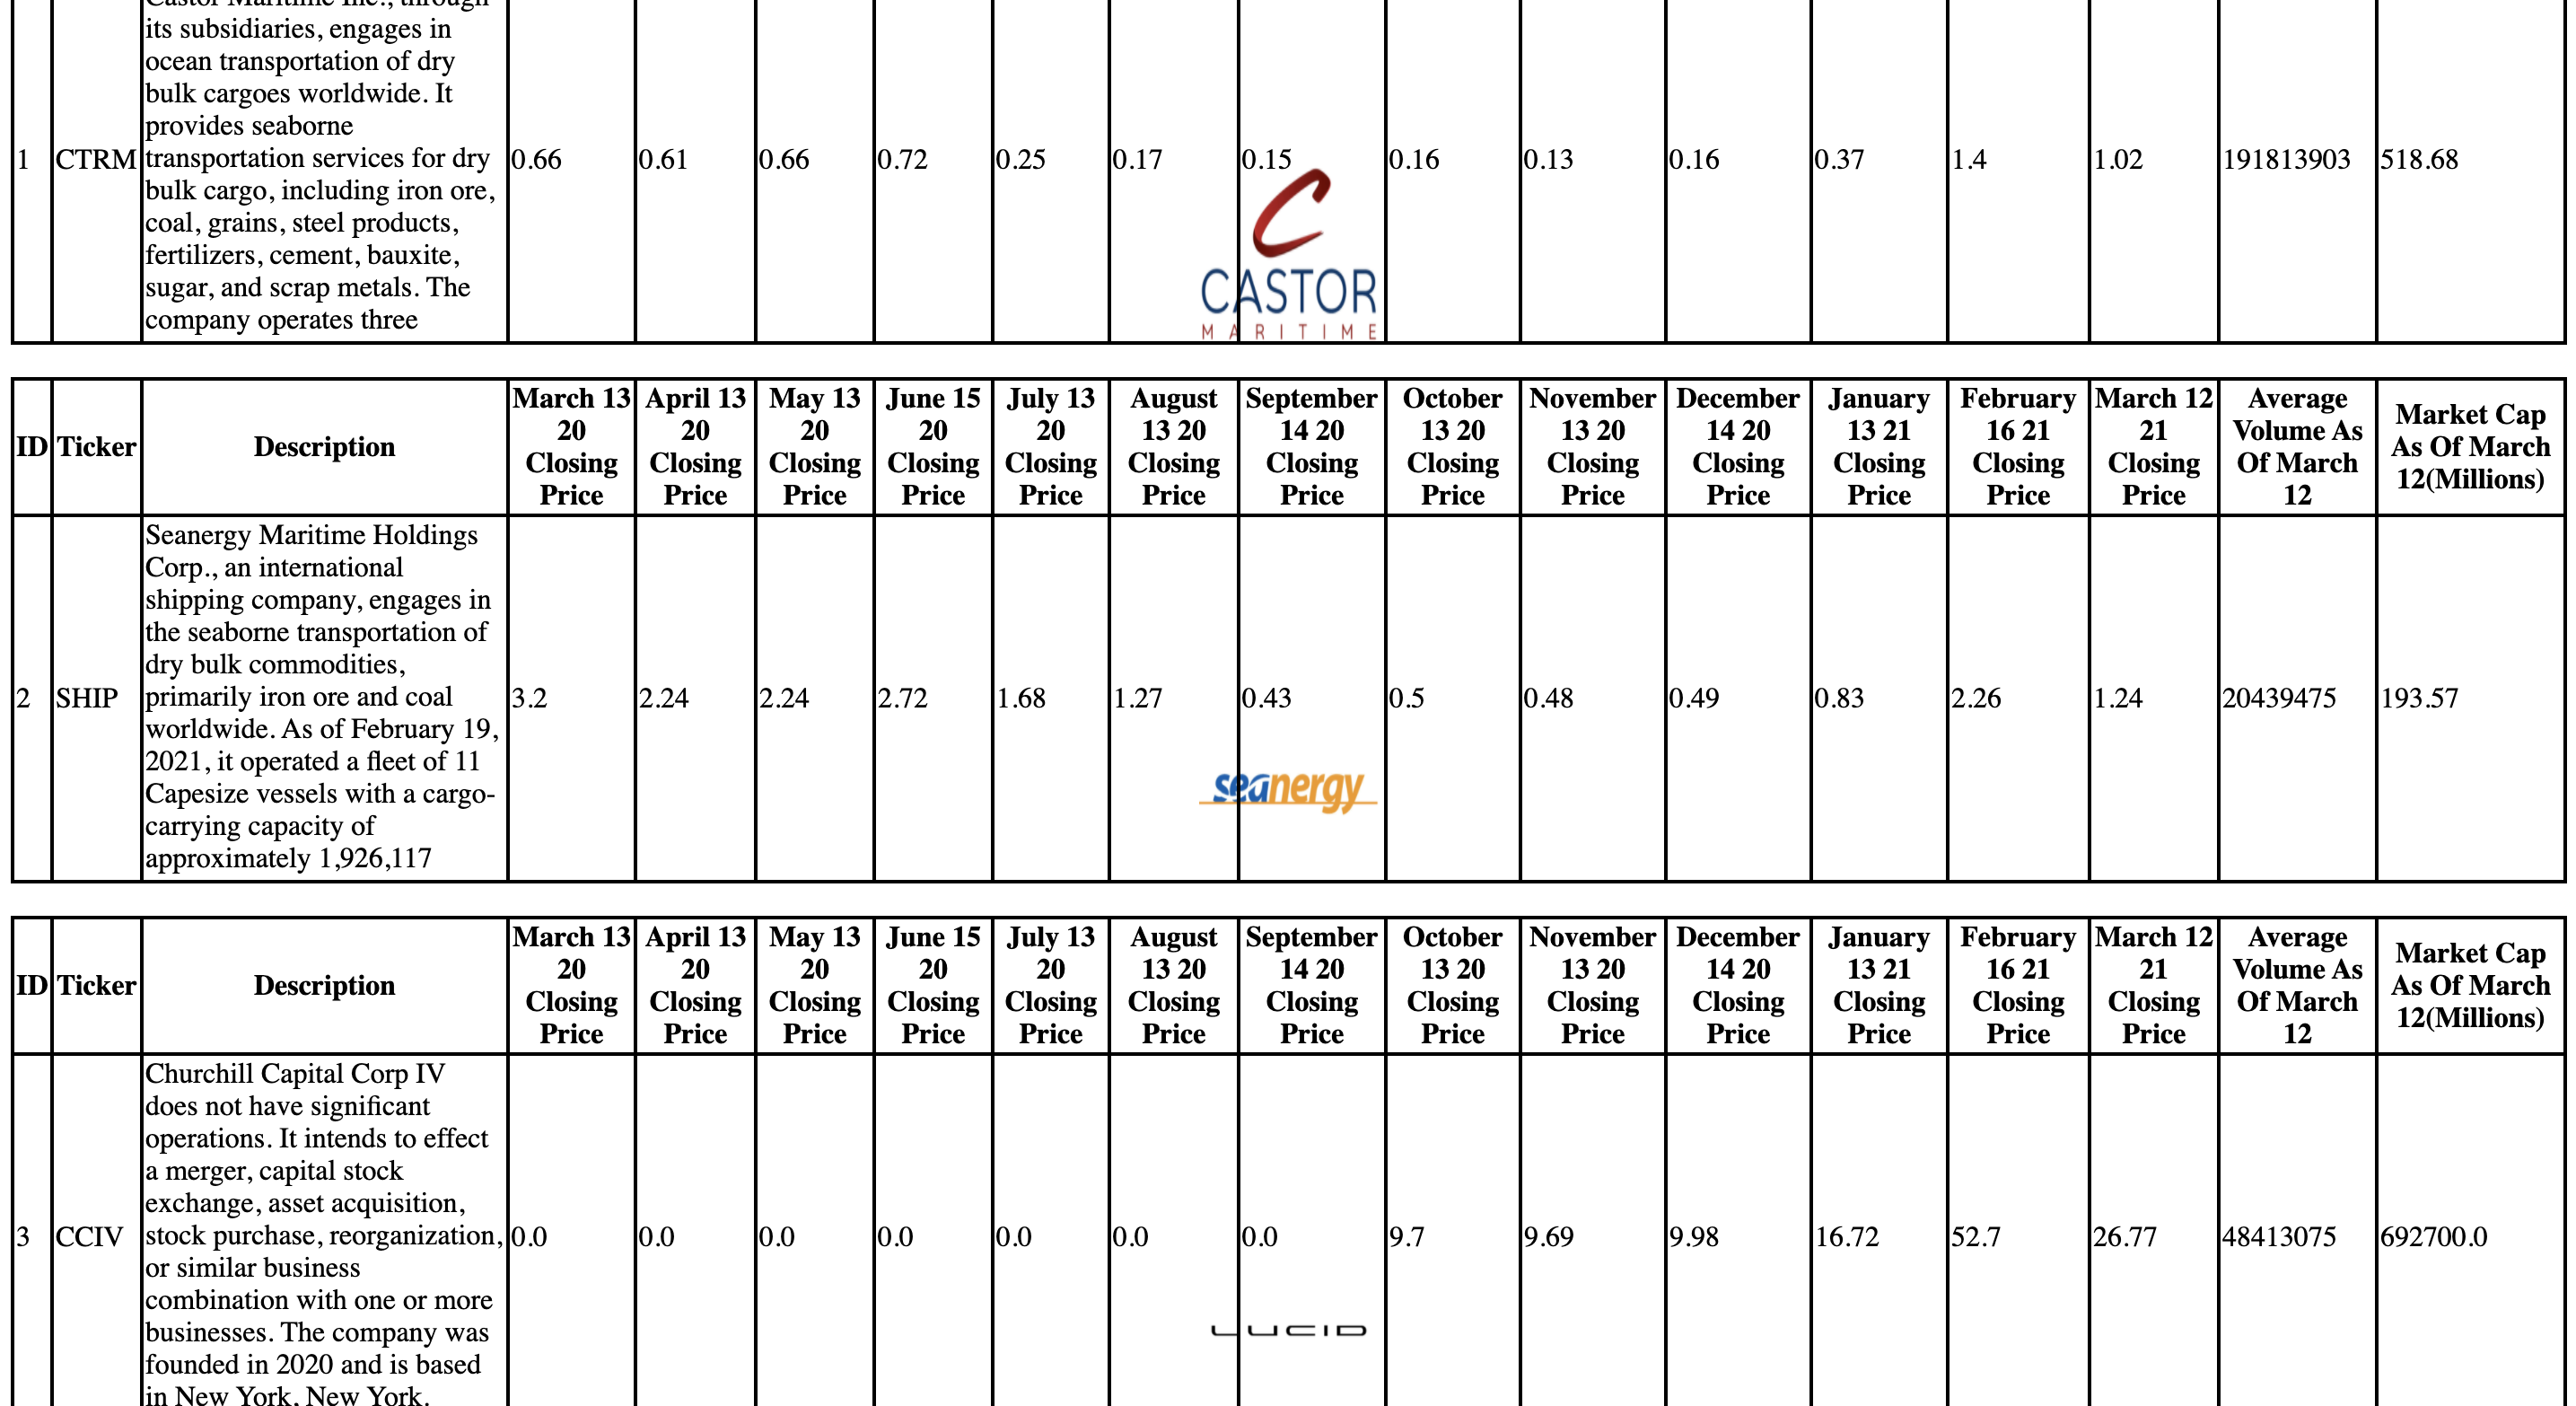 Castor Maritime Inc., through
its subsidiaries, engages in
ocean transportation of dry
bulk cargoes worldwide. It
provides seaborne
1 CTRM transportation services for dry 0.66 0.61 0.66 0.72 0.25 0.17 0.15 0.16 0.13 0.16 0.37 1.4 1.02 191813903 518.68
bulk cargo, including iron ore,
coal, grains, steel products,
fertilizers, cement, bauxite,
sugar, and scrap metals. The
company operates three
CASTOR
MARITIME
ID Ticker Description March 13 20 Closing Price April 13 20 Closing Price May 13 20 Closing Price June 15 20 Closing Price July 13 20 Closing Price August 13 20 Closing Price September 14 20 Closing Price October 13 20 Closing Price November 13 20 Closing Price December 14 20 Closing Price January 13 21 Closing Price February 16 21 Closing Price March 12 21 Closing Price Average Volume As Of March 12 Market Cap As Of March 12(Millions)
Seanergy Maritime Holdings
Corp., an international
shipping company, engages in
the seaborne transportation of
dry bulk commodities,
2 SHIP primarily iron ore and coal 3.2 2.24 2.24 2.72 1.68 1.27 0.43 0.5 0.48 0.49 0.83 2.26 1.24 20439475 193.57
worldwide. As of February 19,
2021, it operated a fleet of 11
Capesize vessels with a cargo-
carrying capacity of
approximately 1,926,117
seanergy
ID Ticker Description March 13 20 Closing Price April 13 20 Closing Price May 13 20 Closing Price June 15 20 Closing Price July 13 20 Closing Price August 13 20 Closing Price September 14 20 Closing Price October 13 20 Closing Price November 13 20 Closing Price December 14 20 Closing Price January 13 21 Closing Price February 16 21 Closing Price March 12 21 Closing Price Average Volume As Of March 12 Market Cap As Of March 12(Millions)
Churchill Capital Corp IV
does not have significant
operations. It intends to effect
a merger, capital stock
exchange, asset acquisition,
3 CCIV stock purchase, reorganization, 0.0 0.0 0.0 0.0 0.0 0.0 0.0 9.7 9.69 9.98 16.72 52.7 26.77 48413075 692700.0
or similar business
combination with one or more
businesses. The company was
founded in 2020 and is based
in New York, New York.
LUCID